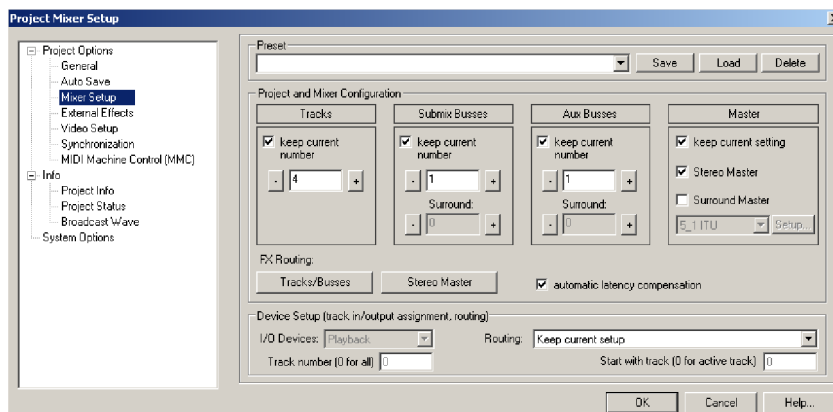 Project Mixer Setup
Project Options
General
Auto Save
Mixer Setup
External Effects
Video Setup
Synchronization
MIDI Machine Control (MMC)
Info
Project Info
Project Status
Broadcast Wave
System Options
Preset
Save Load Delete
Project and Mixer Configuration
Tracks Submix Busses Aux Busses Master
keep current number
- 4 +
keep current number
- 1 +
Surround:
- 0 +
keep current number
- 1 +
Surround:
- 0 +
keep current setting
Stereo Master
Surround Master
5_1 ITU Setup...
FX Routing:
Tracks/Busses Stereo Master automatic latency compensation
Device Setup (track in/output assignment, routing)
I/O Devices: Playback Routing: Keep current setup
Track number (0 for all) 0 Start with track (0 for active track) 0
OK Cancel Help...